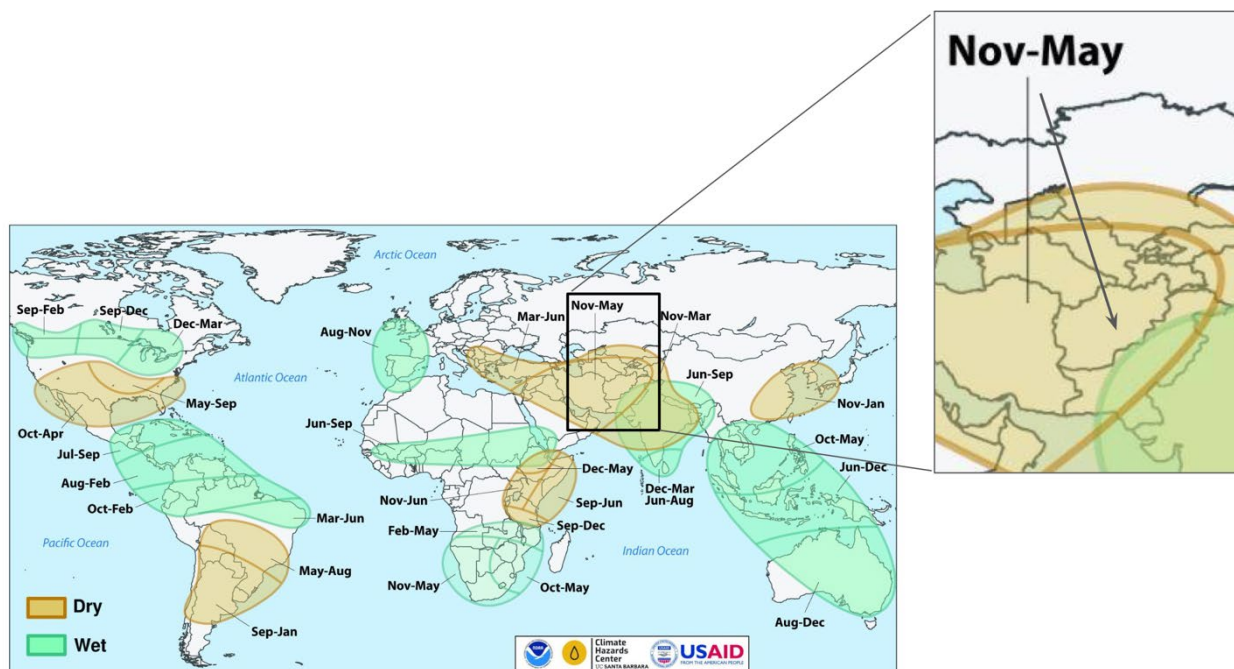 Nov-May
Arctic Ocean
Sep-Feb
Sep-Dec
Dec-Mar
Aug-Nov
Nov-May
Mar-Jun
Nov-Mar
Atlantic Ocean
Jun-Sep
May-Sep
Nov-Jan
Oct-Apr
Jun-Sep
Jul-Sep
Oct-May
Aug-Feb
Dec-May
Jun-Dec
Oct-Feb
Nov-Jun
Sep-Jun
Dec-Mar
Jun-Aug
Mar-Jun
Feb-May
Sep-Dec
Pacific Ocean
Indian Ocean
May-Aug
Nov-May
Oct-May
Dry
Sep-Jan
Aug-Dec
Wet
NOAA
Climate
Hazards
Center
UC SANTA BARBARA
USAID
FROM THE AMERICAN PEOPLE